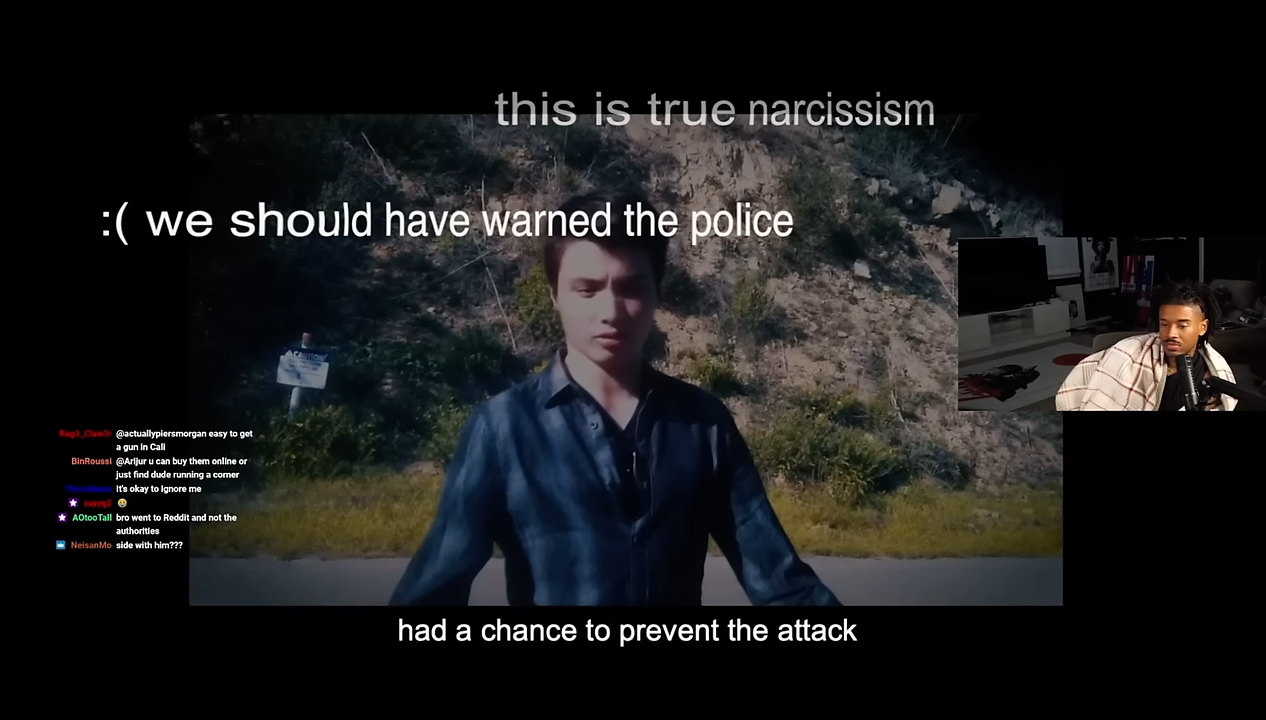 this is true narcissism
:( we should have warned the police
CAUTION
@actuallypiersmorgan easy to get
a gun in Cali
BinRoussi @Arijur u can buy them online or
just find dude running a corner
It's okay to ignore me
AOtooTall bro went to Reddit and not the
authorities
NeisanMo side with him???
had a chance to prevent the attack